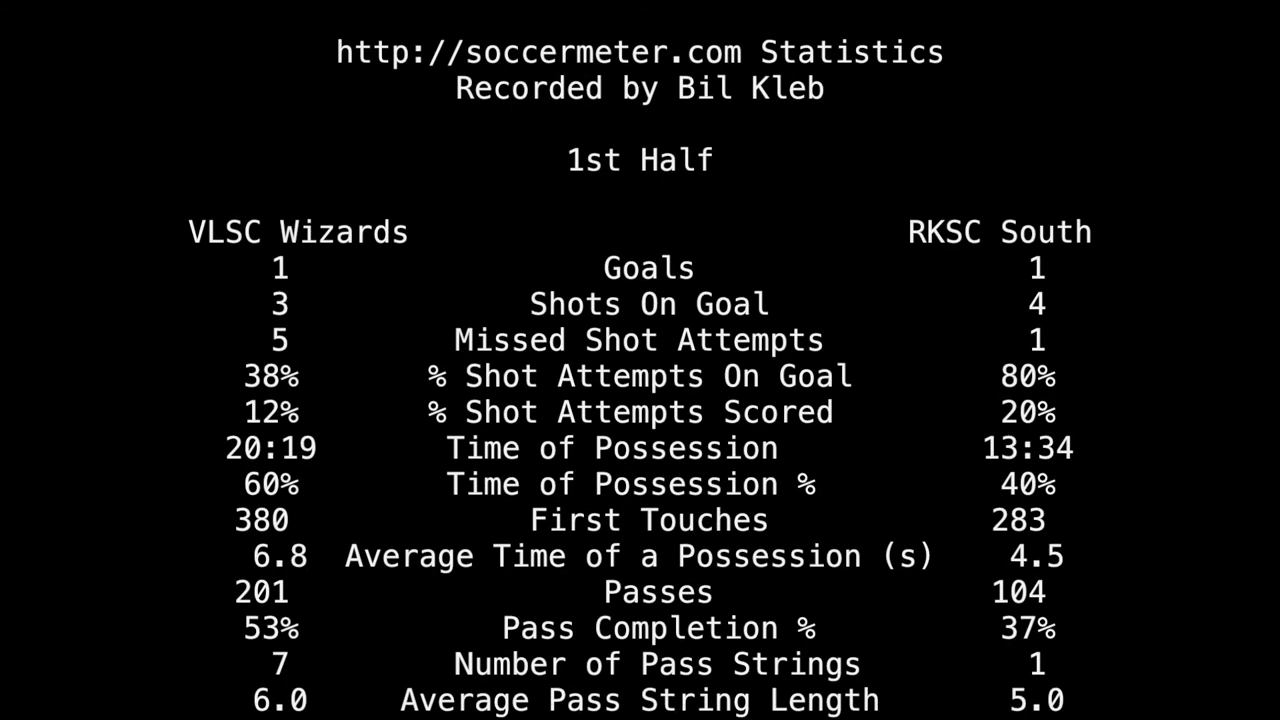 http://soccermeter.com Statistics
Recorded by Bil Kleb
1st Half
VLSC Wizards RKSC South
1 Goals 1
3 Shots On Goal 4
5 Missed Shot Attempts 1
38% % Shot Attempts On Goal 80%
12% % Shot Attempts Scored 20%
20:19 Time of Possession 13:34
60% Time of Possession % 40%
380 First Touches 283
6.8 Average Time of a Possession (s) 4.5
201 Passes 104
53% Pass Completion % 37%
7 Number of Pass Strings 1
6.0 Average Pass String Length 5.0